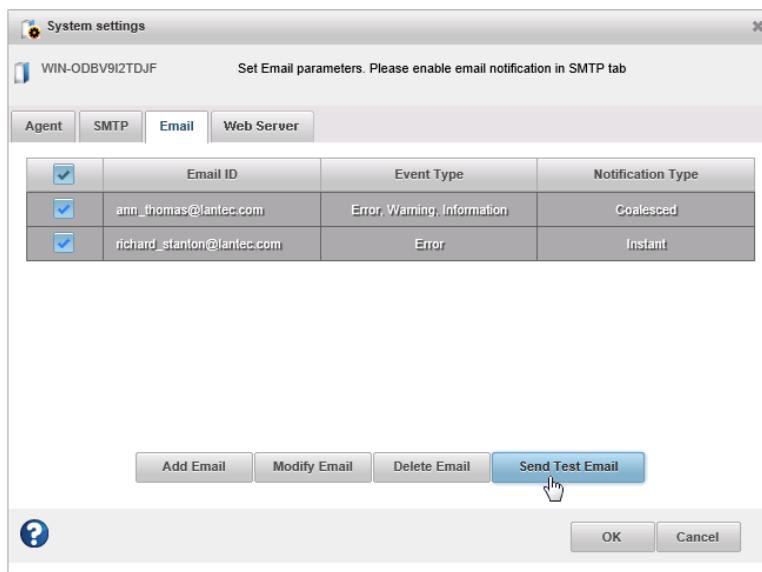 System settings
WIN-ODBV9I2TDJF Set Email parameters. Please enable email notification in SMTP tab
Agent SMTP Email Web Server
Email ID Event Type Notification Type
ann_thomas@lantec.com Error, Warning, Information Coalesced
richard_stanton@lantec.com Error Instant
Add Email Modify Email Delete Email Send Test Email
OK Cancel